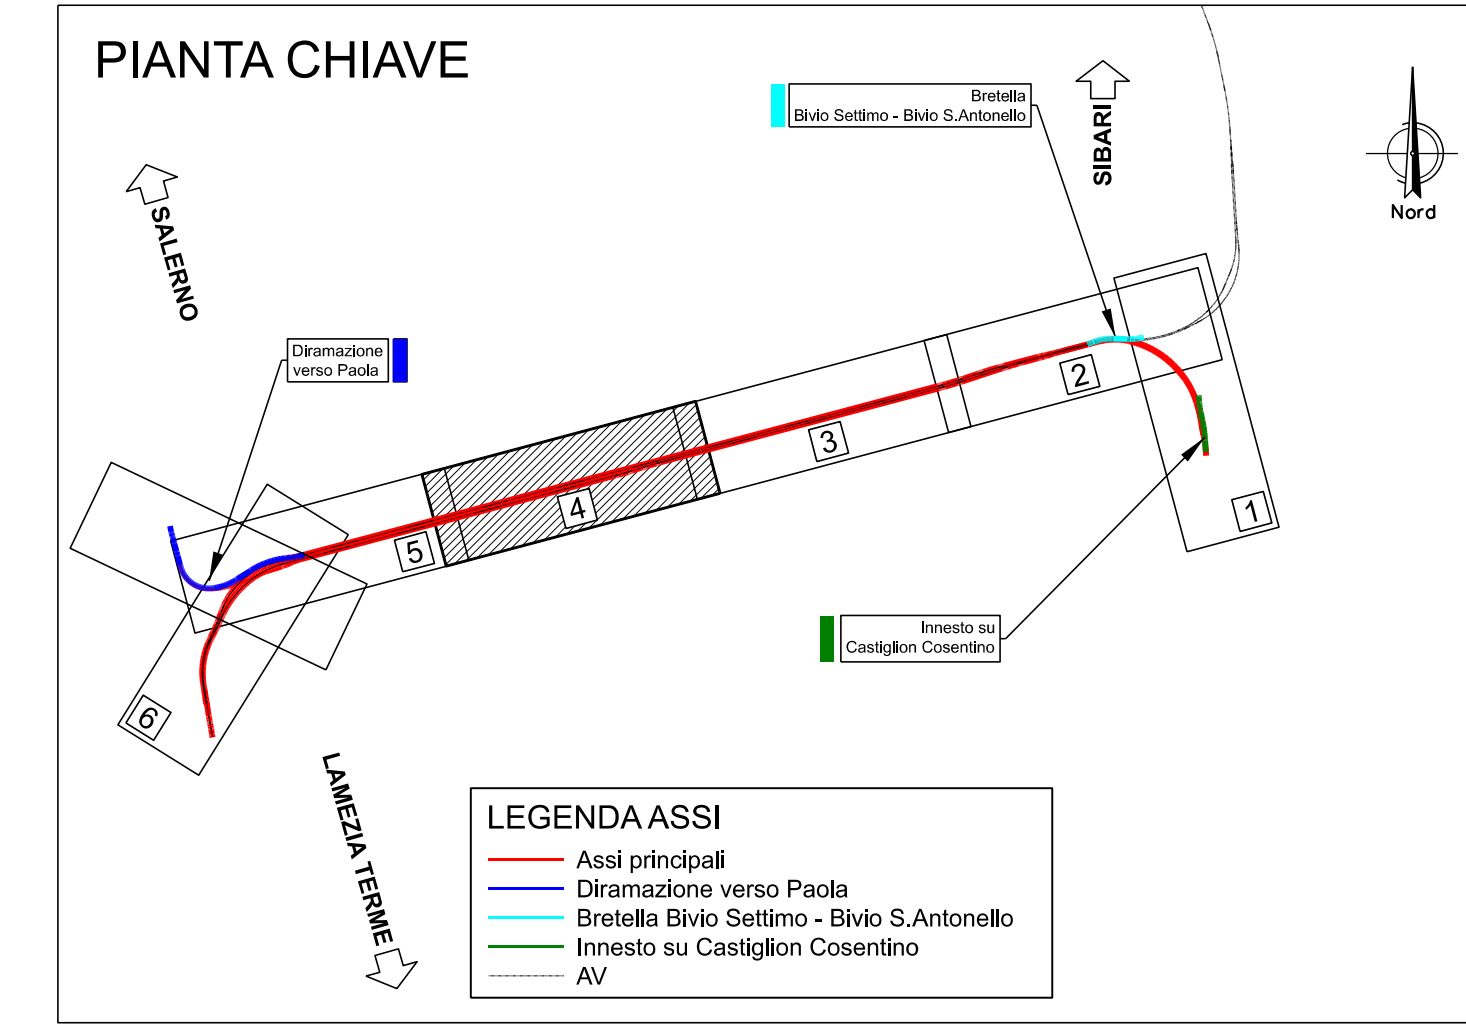 PIANTA CHIAVE
Bretella
Bivio Settimo - Bivio S.Antonello
SIBARI
Nord
SALERNO
Diramazione
verso Paola
2
3
4
1
5
Innesto su
Castiglion Cosentino
6
LAMEZIA TERME
LEGENDA ASSI
Assi principali
Diramazione verso Paola
Bretella Bivio Settimo - Bivio S.Antonello
Innesto su Castiglion Cosentino
AV